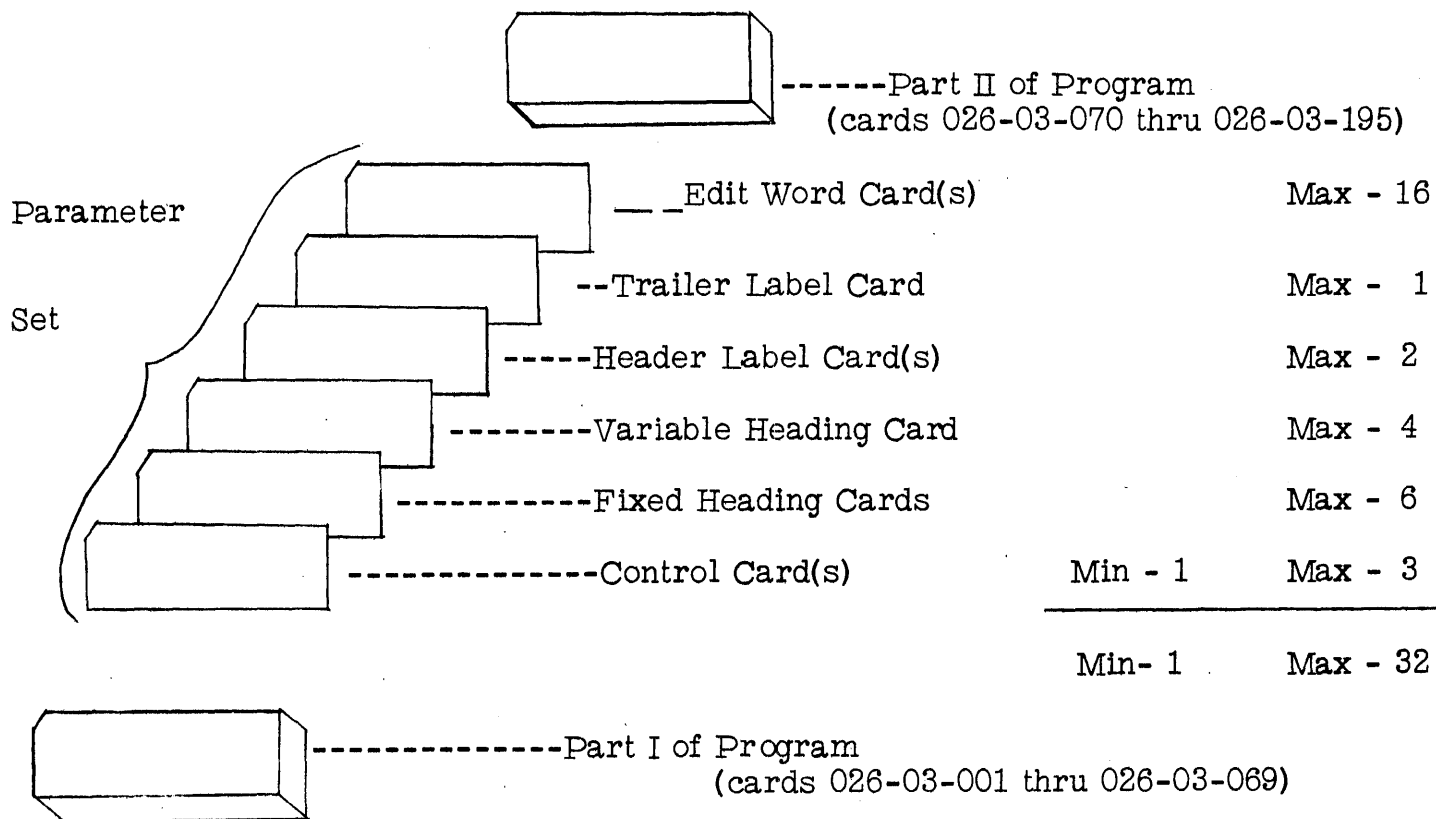 ------Part II of Program
(cards 026-03-070 thru 026-03-195)
Parameter
__ _Edit Word Card(s) Max - 16
--Trailer Label Card Max - 1
Set
-----Header Label Card(s) Max - 2
-------Variable Heading Card Max - 4
----------Fixed Heading Cards Max - 6
-------------Control Card(s) Min - 1 Max - 3
Min- 1 Max - 32
-------------Part I of Program
(cards 026-03-001 thru 026-03-069)